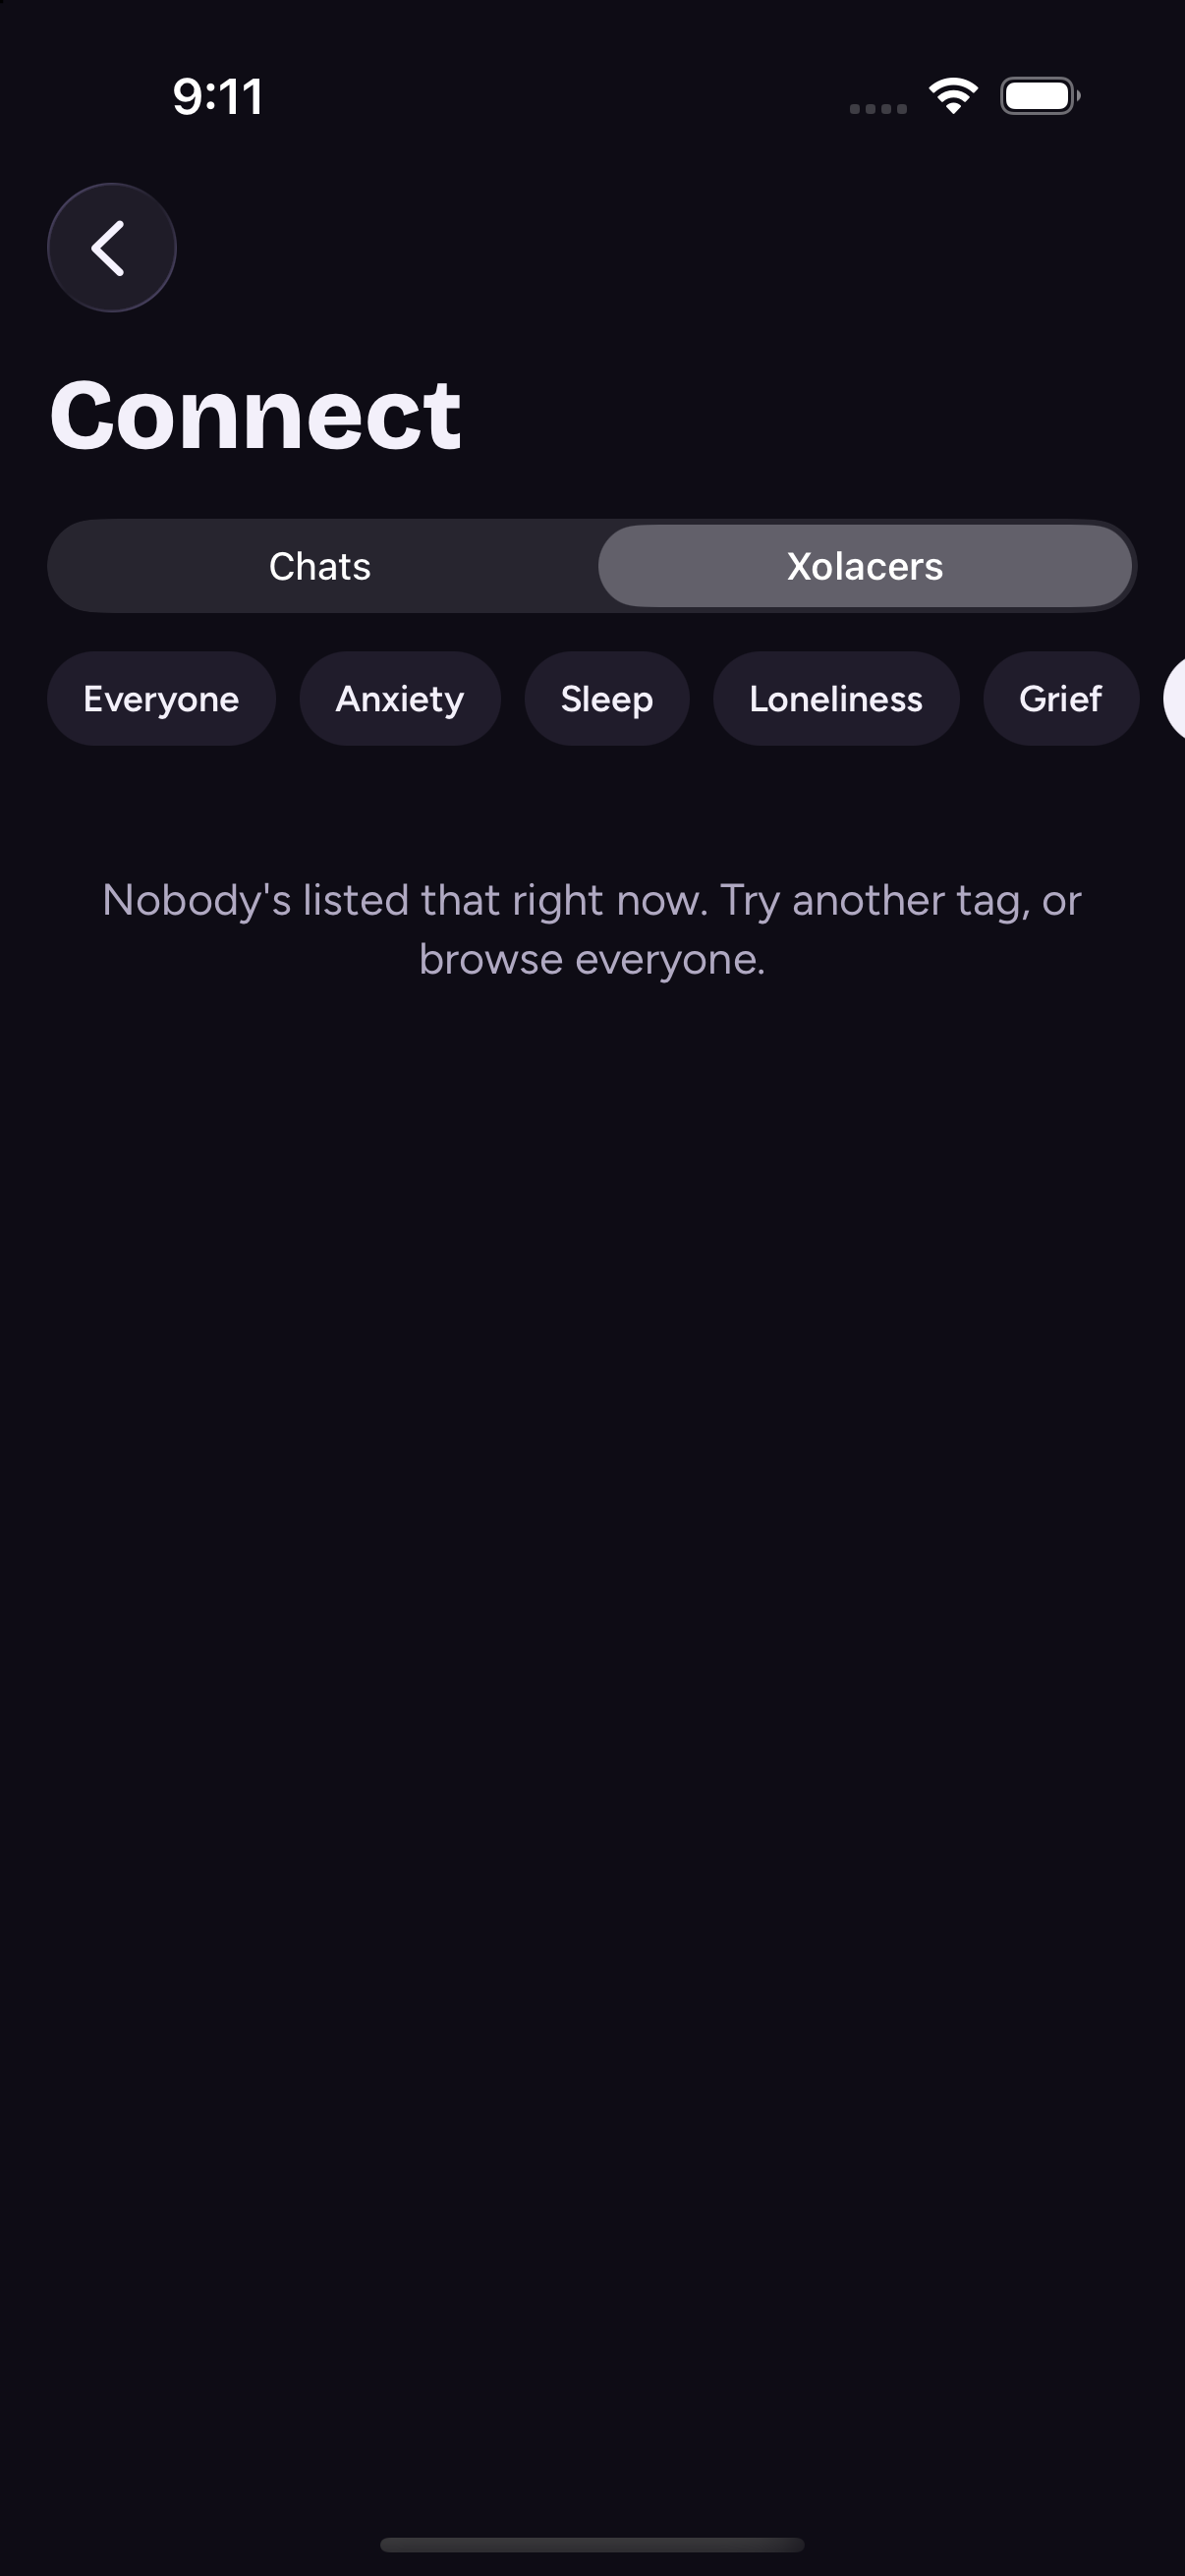 9:11
Connect
Chats Xolacers
Everyone Anxiety Sleep Loneliness Grief
Nobody's listed that right now. Try another tag, or
browse everyone.